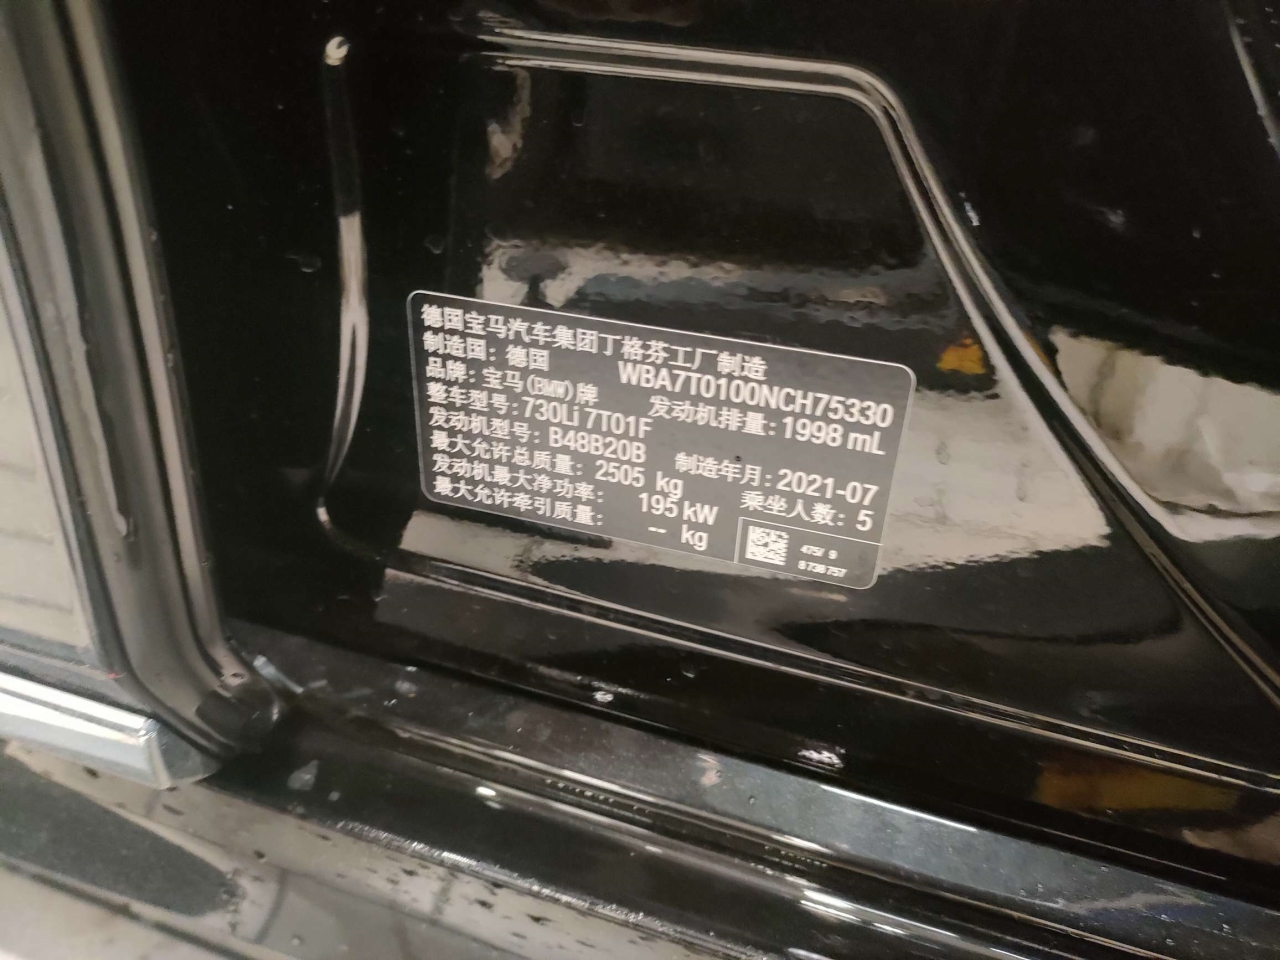 德国宝马汽车集团丁格芬工厂制造
制造国：德国 WBA7T0100NCH75330
品牌：宝马(BMW)牌 发动机排量：1998 mL
整车型号：730Li 7T01F
发动机型号：B48B20B 制造年月：2021-07
最大允许总质量： 2505 kg 乘坐人数： 5
发动机最大净功率： 195 kW
最大允许牵引质量： -- kg
475/ 9
8 738 757